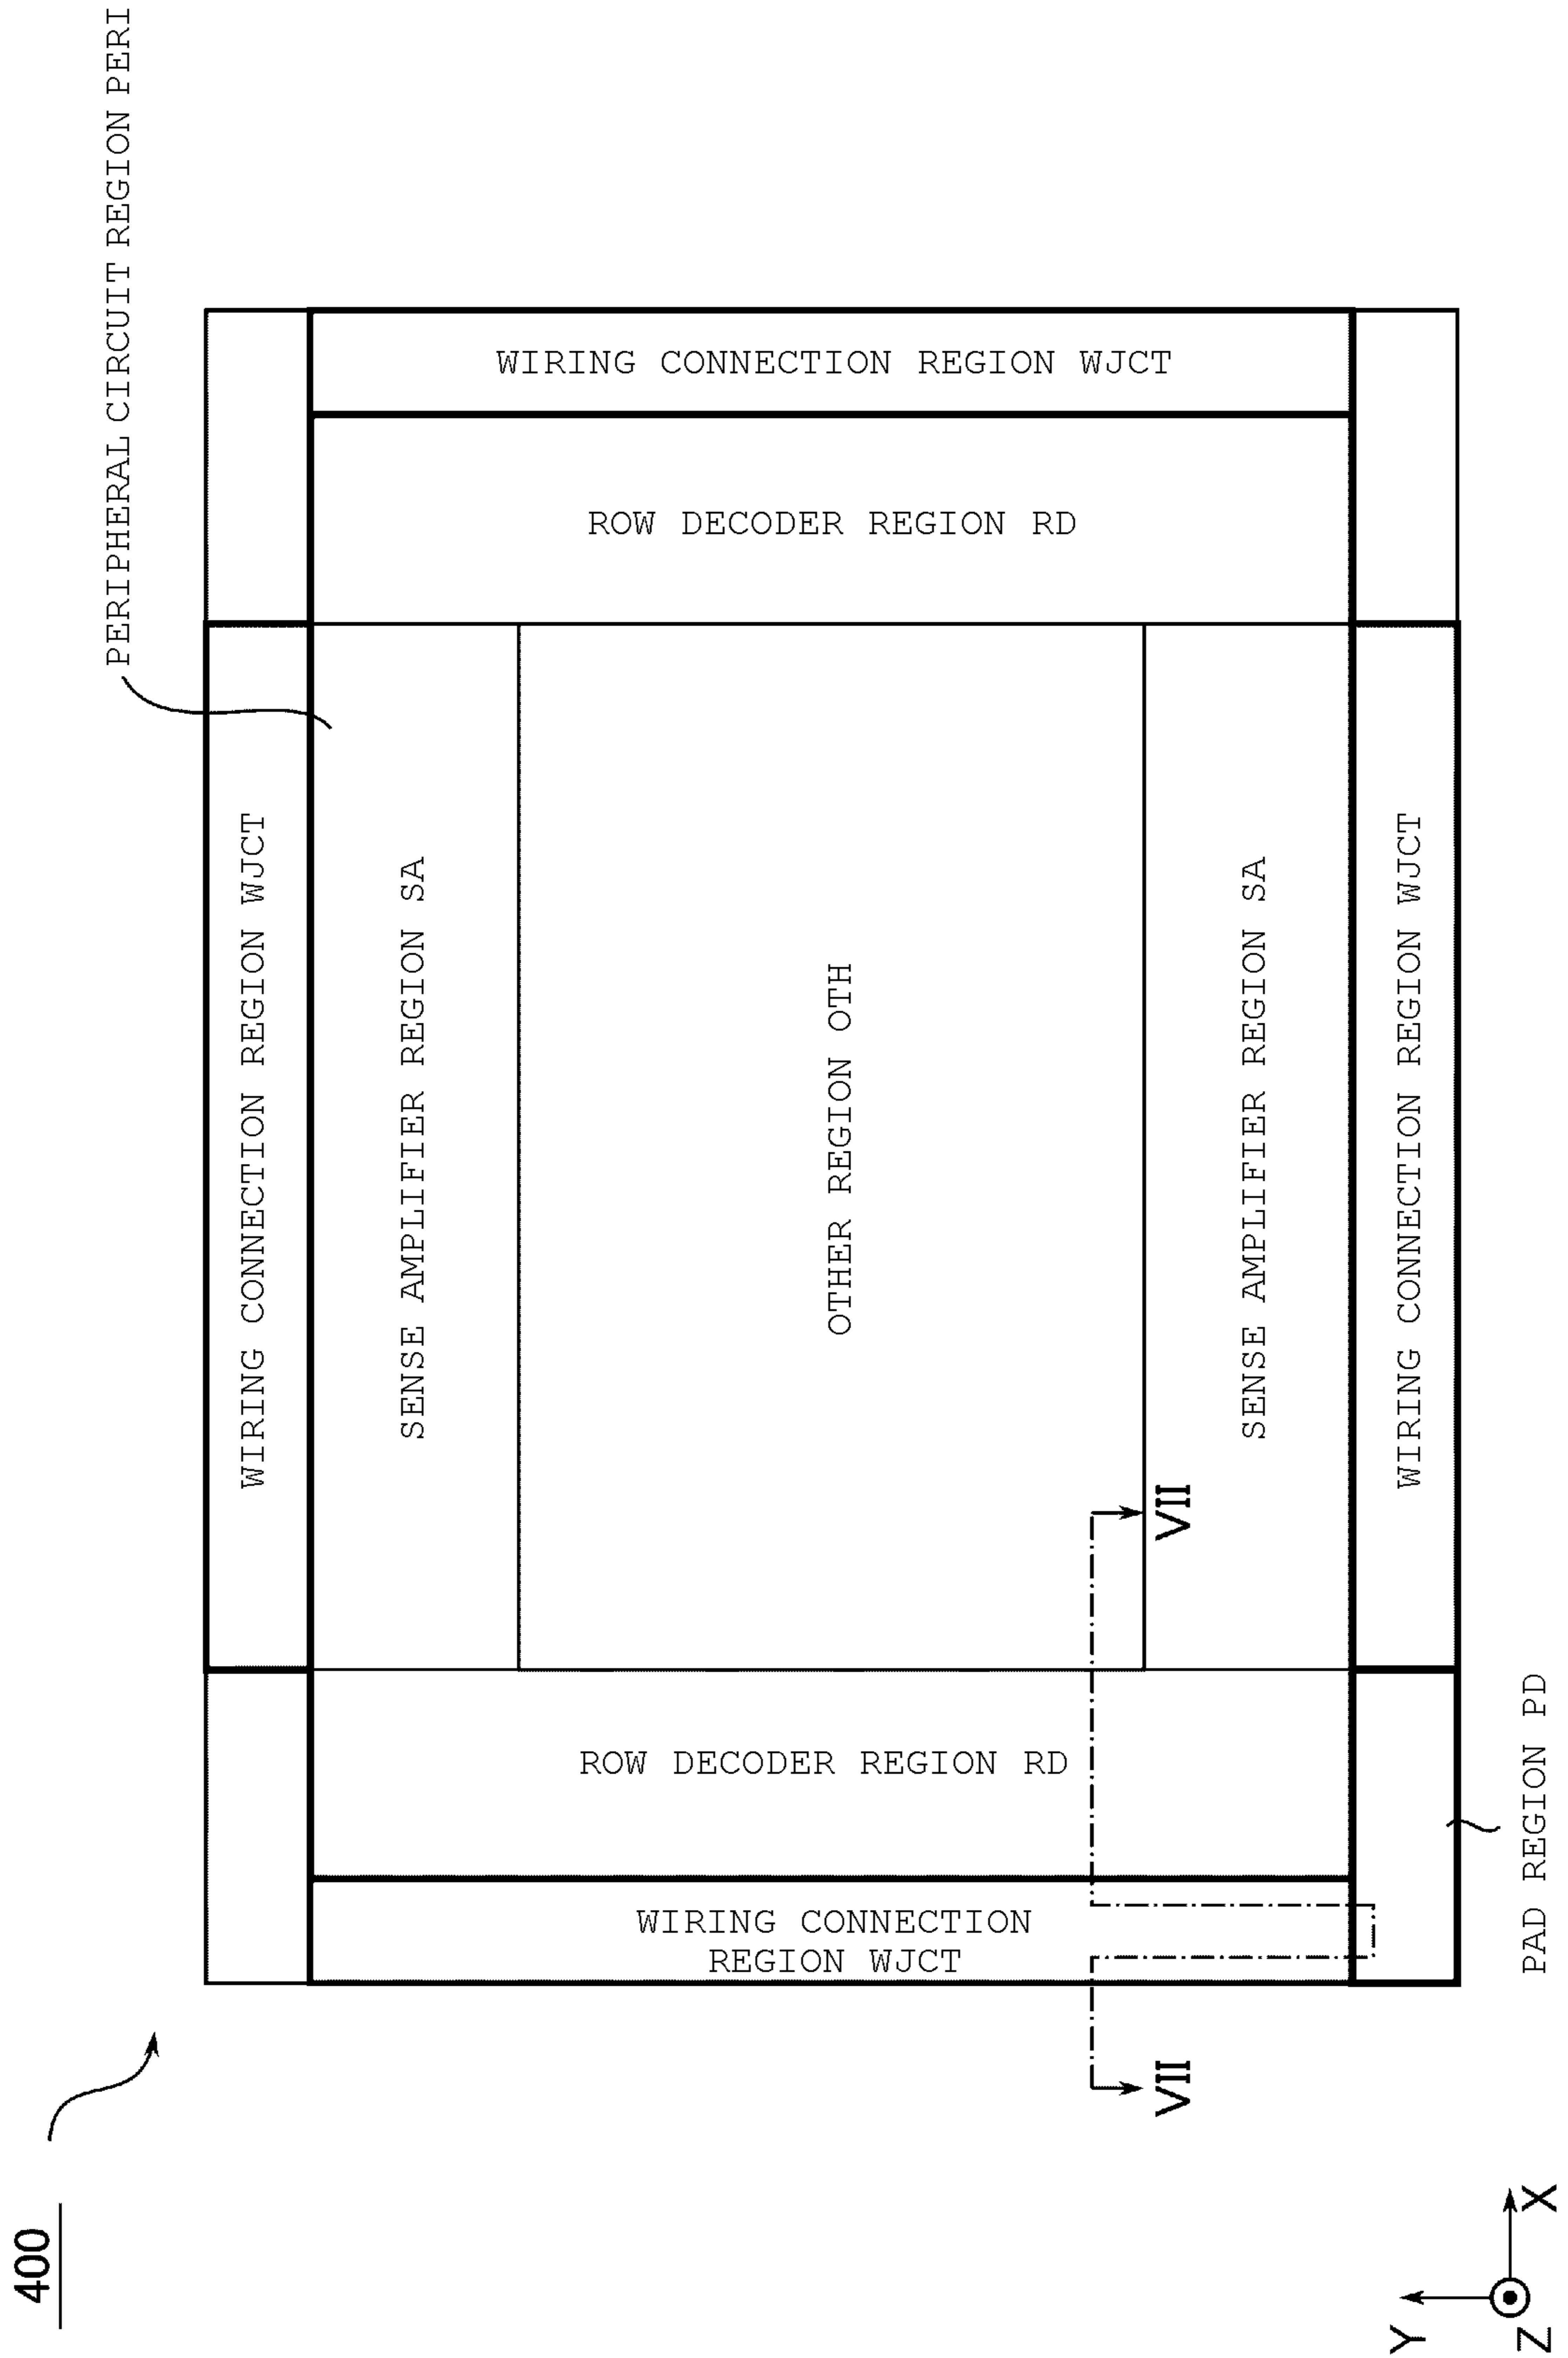 400
PERIPHERAL CIRCUIT REGION PERI
WIRING CONNECTION REGION WJCT
SENSE AMPLIFIER REGION SA
WIRING CONNECTION
REGION WJCT
ROW DECODER REGION RD
OTHER REGION OTH
ROW DECODER REGION RD
WIRING CONNECTION REGION WJCT
VII
VII
SENSE AMPLIFIER REGION SA
WIRING CONNECTION REGION WJCT
PAD REGION PD
Y
Z
X